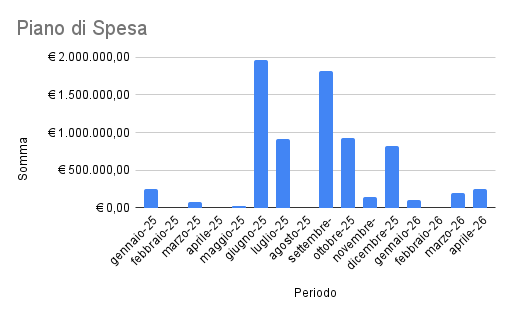 Piano di Spesa
€ 2.000.000,00
€ 1.500.000,00
€ 1.000.000,00
€ 500.000,00
€ 0,00
Somma
gennaio-25
febbraio-25
marzo-25
aprile-25
maggio-25
giugno-25
luglio-25
agosto-25
settembre-
ottobre-25
novembre-
dicembre-25
gennaio-26
febbraio-26
marzo-26
aprile-26
Periodo